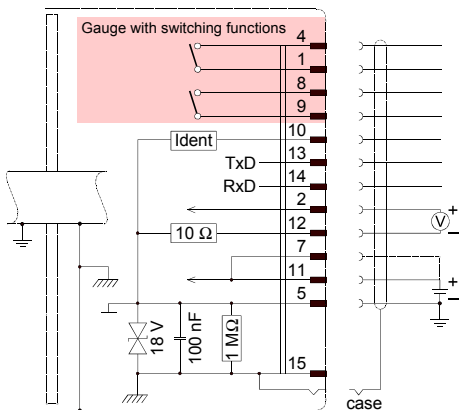 Gauge with switching functions
4
1
8
9
Ident
10
TxD
13
RxD
14
2
+
V
10 Ω
12
–
7
+
11
5
–
18 V
100 nF
1 MΩ
15
case